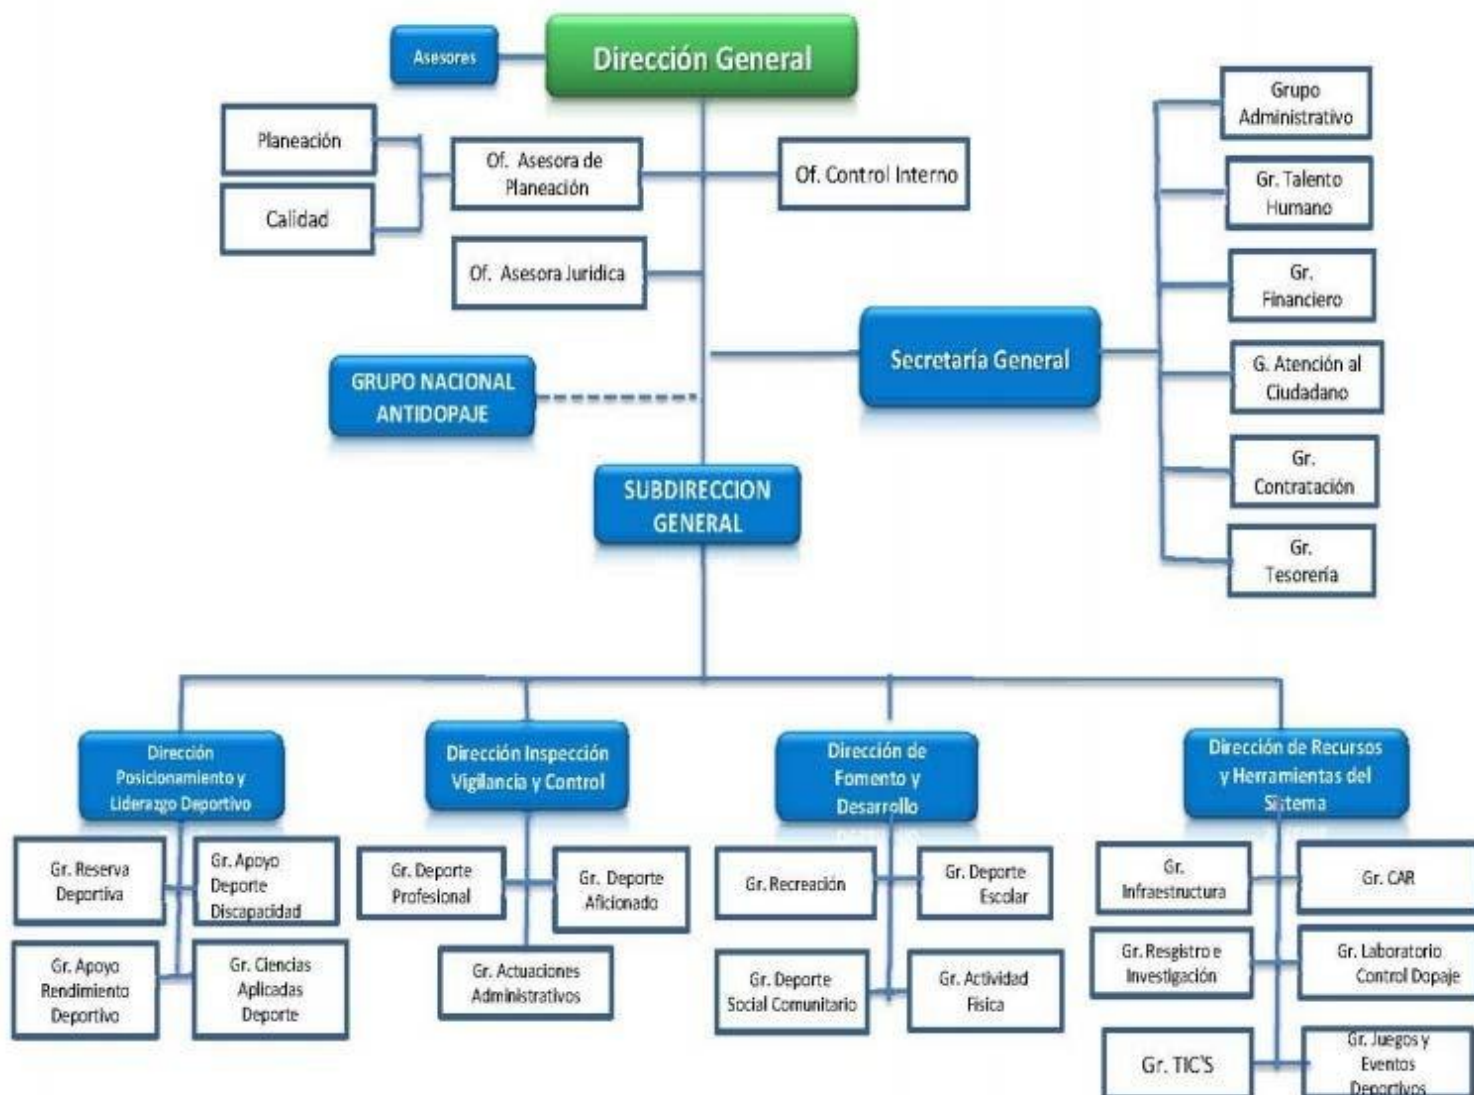 Asesores
Dirección General
Planeación
Calidad
Of. Asesora de
Planeación
Of. Control Interno
Of. Asesora Juridica
Grupo
Administrativo
Gr. Talento
Humano
Gr.
Financiero
G. Atención al
Ciudadano
Gr.
Contratación
Gr.
Tesorería
Secretaría General
GRUPO NACIONAL
ANTIDOPAJE
SUBDIRECCION
GENERAL
Dirección
Posicionamiento y
Liderazgo Deportivo
Gr. Reserva
Deportiva
Gr. Apoyo
Deporte
Discapacidad
Gr. Apoyo
Rendimiento
Deportivo
Gr. Ciencias
Aplicadas
Deporte
Dirección Inspección
Vigilancia y Control
Gr. Deporte
Profesional
Gr. Deporte
Aficionado
Gr. Actuaciones
Administrativos
Dirección de
Fomento y
Desarrollo
Gr. Recreación
Gr. Deporte
Escolar
Gr. Deporte
Social Comunitario
Gr. Actividad
Física
Dirección de Recursos
y Herramientas del
Sistema
Gr.
Infraestructura
Gr. CAR
Gr. Resgistro e
Investigación
Gr. Laboratorio
Control Dopaje
Gr. TIC'S
Gr. Juegos y
Eventos
Deportivos